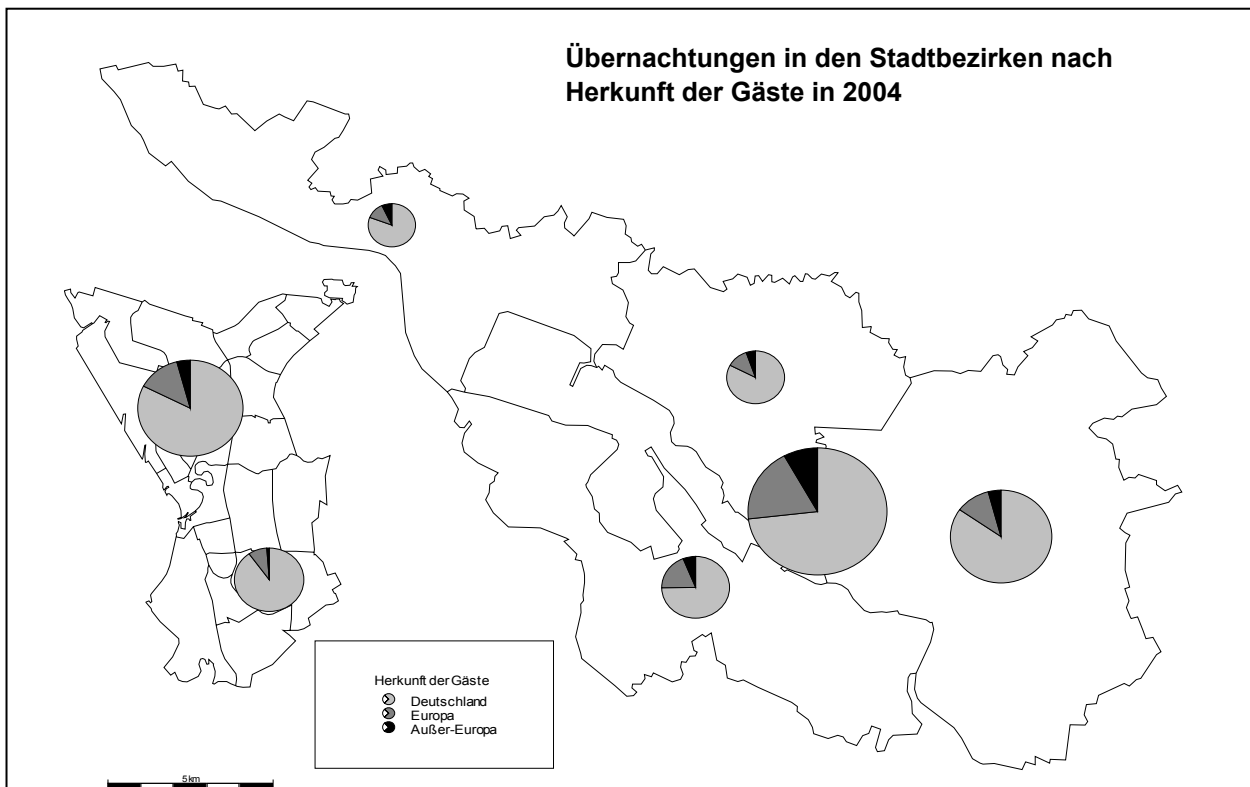 Übernachtungen in den Stadtbezirken nach
Herkunft der Gäste in 2004
Herkunft der Gäste
Deutschland
Europa
Außer-Europa
5 km